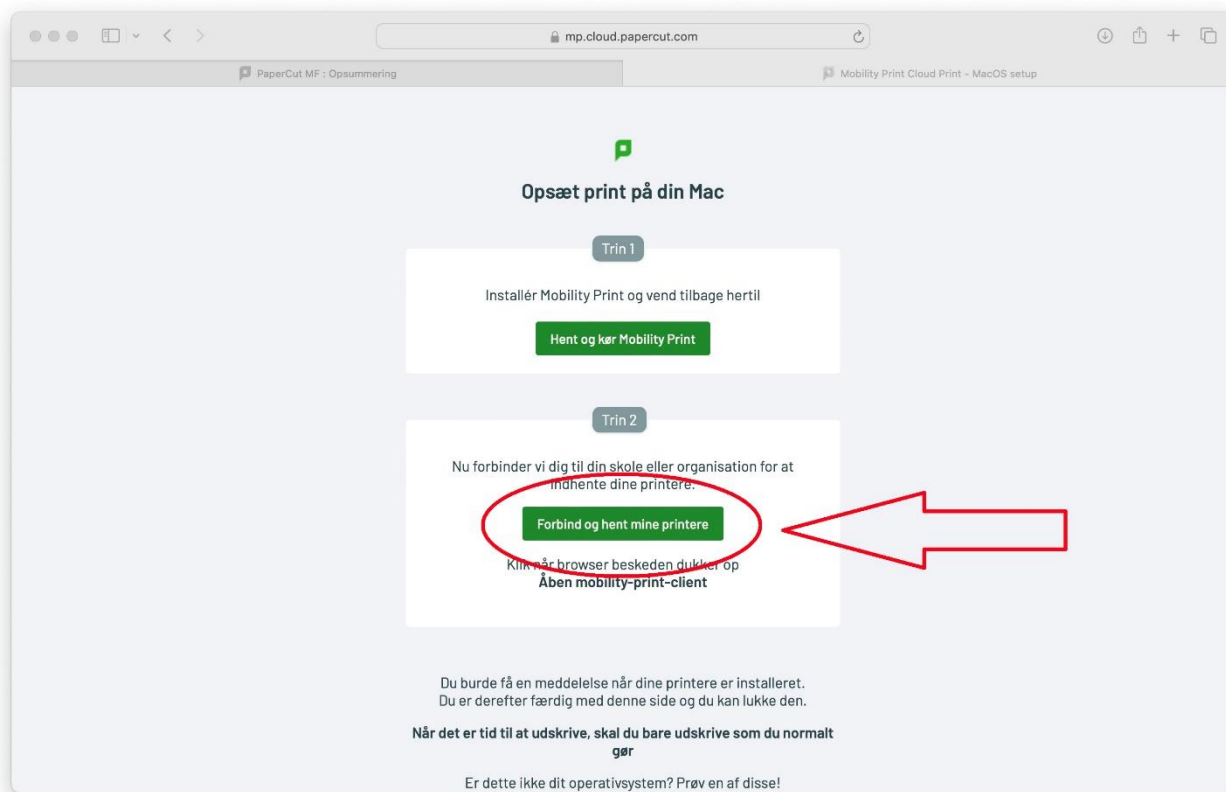 mp.cloud.papercut.com
PaperCut MF : Opsummering
Mobility Print Cloud Print - MacOS setup
Opsæt print på din Mac
Trin 1
Installér Mobility Print og vend tilbage hertil
Hent og kør Mobility Print
Trin 2
Nu forbinder vi dig til din skole eller organisation for at
indhente dine printere.
Forbind og hent mine printere
Klik når browser beskeden dukker op
Åben mobility-print-client
Du burde få en meddelelse når dine printere er installeret.
Du er derefter færdig med denne side og du kan lukke den.
Når det er tid til at udskrive, skal du bare udskrive som du normalt
gør
Er dette ikke dit operativsystem? Prøv en af disse!